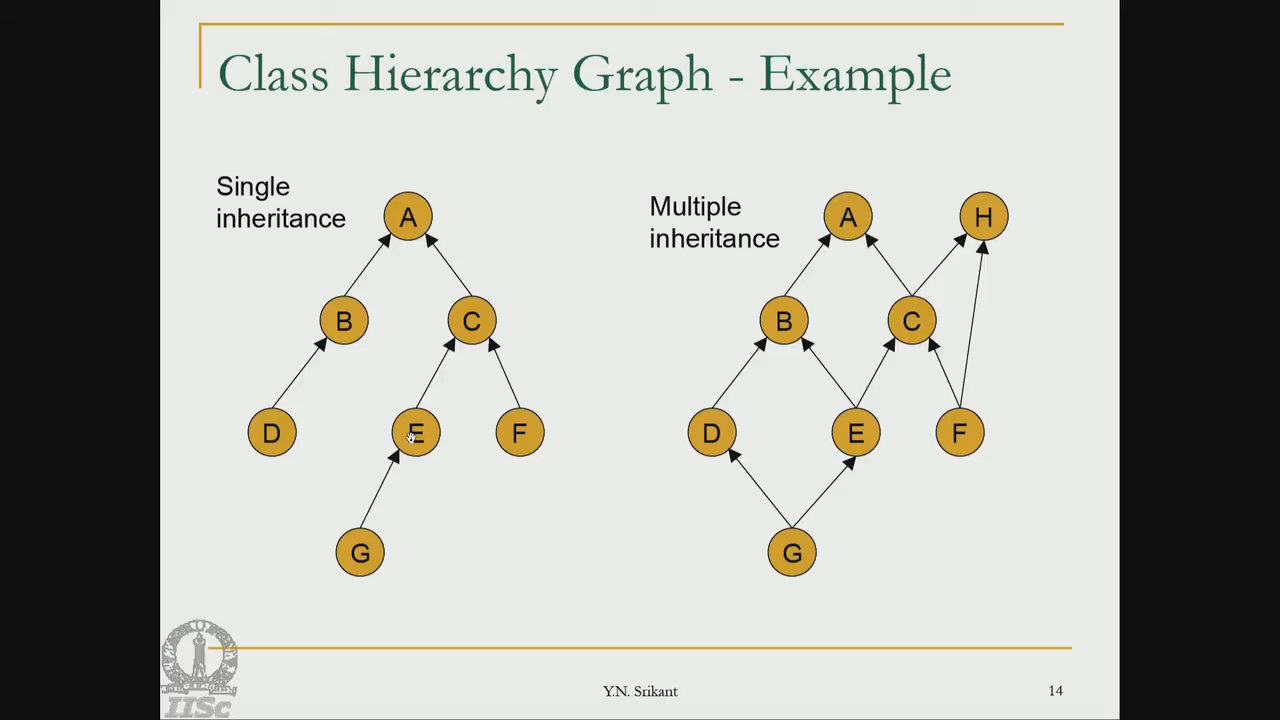 Class Hierarchy Graph - Example
Single
inheritance
A
B
C
D
E
F
G
Multiple
inheritance
A
H
B
C
D
E
F
G
IISc
Y.N. Srikant
14